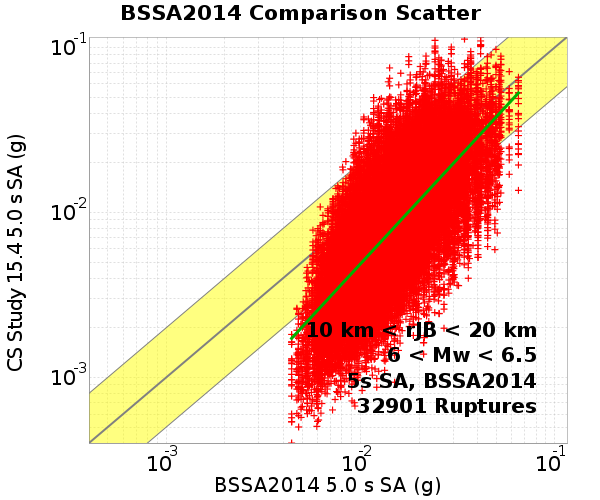 BSSA2014 Comparison Scatter
CS Study 15.4 5.0 s SA (g)
10⁻¹
10⁻²
10⁻³
10 km < rJB < 20 km
6 < Mw < 6.5
5s SA, BSSA2014
32901 Ruptures
10⁻³ 10⁻² 10⁻¹
BSSA2014 5.0 s SA (g)